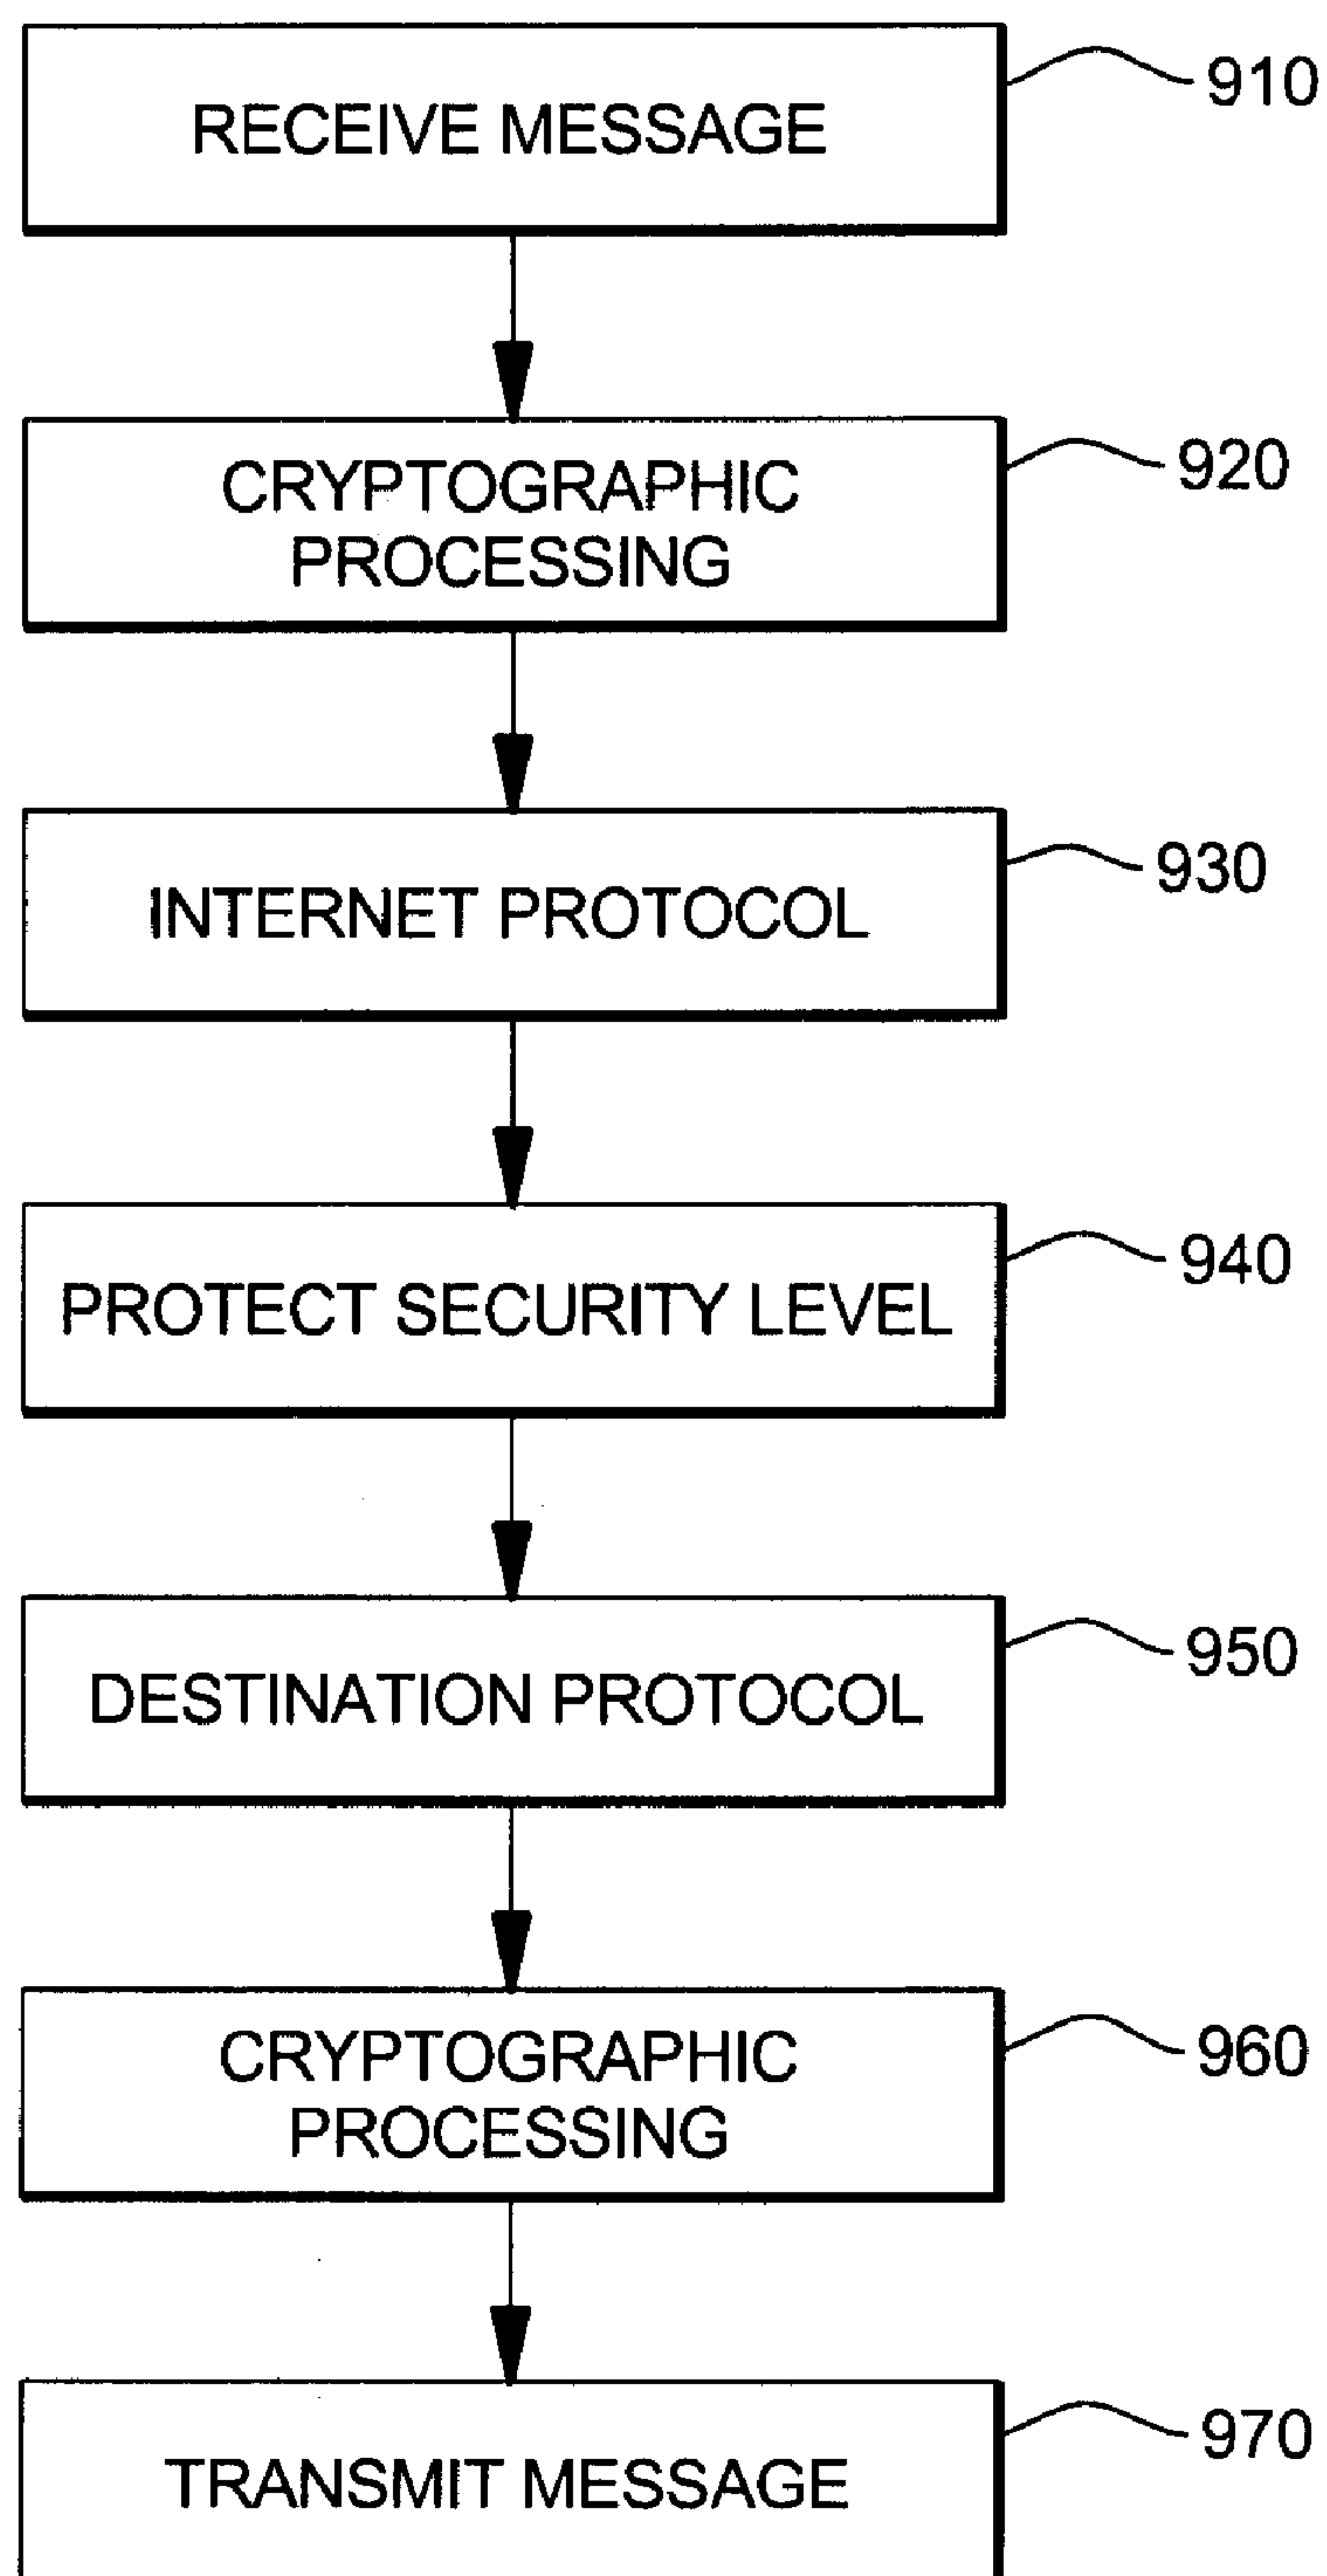 RECEIVE MESSAGE
910
CRYPTOGRAPHIC
PROCESSING
920
INTERNET PROTOCOL
930
PROTECT SECURITY LEVEL
940
DESTINATION PROTOCOL
950
CRYPTOGRAPHIC
PROCESSING
960
TRANSMIT MESSAGE
970